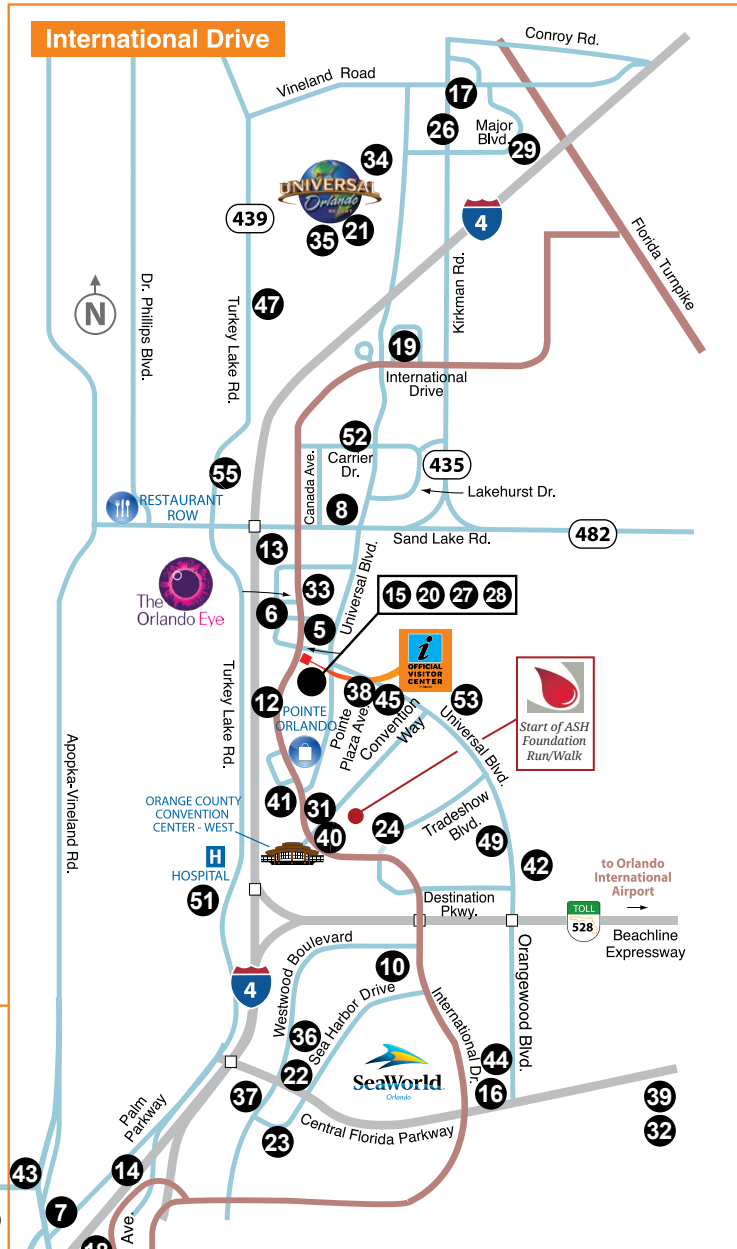 International Drive
Conroy Rd.
Vineland Road
17
26
Major
Blvd.
29
34
UNIVERSAL
Orlando
RESORT
35
21
439
4
Florida Turnpike
N
Dr. Phillips Blvd.
47
Turkey Lake Rd.
Kirkman Rd.
19
International
Drive
52
Carrier
Dr.
435
Lakehurst Dr.
55
Canada Ave.
8
RESTAURANT
ROW
Sand Lake Rd.
482
13
The
Orlando Eye
33
6
5
Universal Blvd.
15
20
27
28
i
OFFICIAL
VISITOR
CENTER
12
38
45
53
POINTE
ORLANDO
Pointe
Plaza Ave.
Convention
Way
Universal Blvd.
Start of ASH
Foundation
Run/Walk
Turkey Lake Rd.
Apopka-Vineland Rd.
41
31
40
24
Tradeshow
Blvd.
49
42
ORANGE COUNTY
CONVENTION
CENTER - WEST
H
HOSPITAL
51
to Orlando
International
Airport
Destination
Pkwy.
TOLL
528
Beachline
Expressway
4
Westwood Boulevard
10
Sea Harbor Drive
International Dr.
Orangewood Blvd.
36
22
SeaWorld
Orlando
44
16
37
23
Central Florida Parkway
39
32
Palm
Parkway
43
14
7
18
Ave.